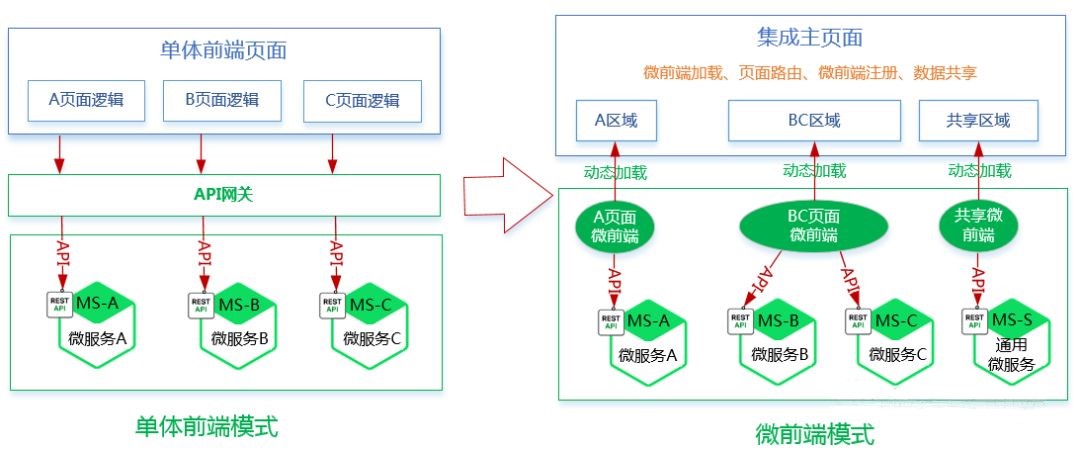 单体前端页面
A页面逻辑
B页面逻辑
C页面逻辑
API网关
API
API
API
REST
API
MS-A
微服务A
REST
API
MS-B
微服务B
REST
API
MS-C
微服务C
单体前端模式
集成主页面
微前端加载、页面路由、微前端注册、数据共享
A区域
BC区域
共享区域
动态加载
动态加载
动态加载
A页面
微前端
BC页面
微前端
共享微
前端
API
API
API
API
REST
API
MS-A
微服务A
REST
API
MS-B
微服务B
REST
API
MS-C
微服务C
REST
API
MS-S
通用
微服务
微前端模式